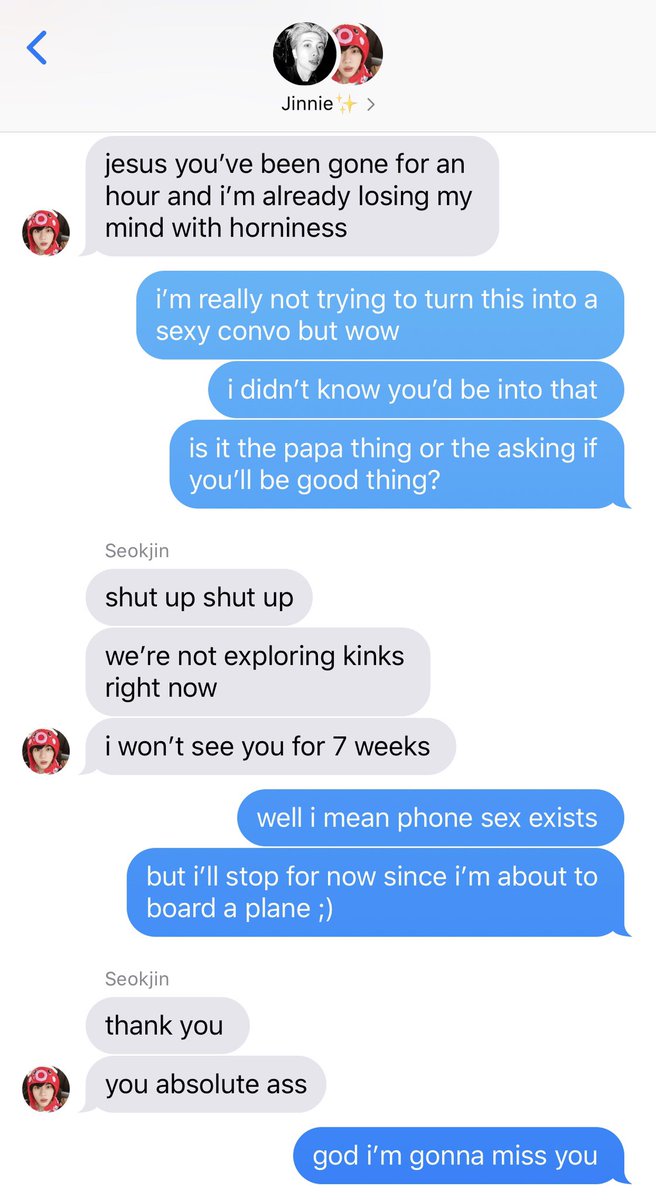 Jinnie✨ >
jesus you’ve been gone for an
hour and i’m already losing my
mind with horniness
i’m really not trying to turn this into a
sexy convo but wow
i didn’t know you’d be into that
is it the papa thing or the asking if
you’ll be good thing?
Seokjin
shut up shut up
we’re not exploring kinks
right now
i won’t see you for 7 weeks
well i mean phone sex exists
but i’ll stop for now since i’m about to
board a plane ;)
Seokjin
thank you
you absolute ass
god i’m gonna miss you